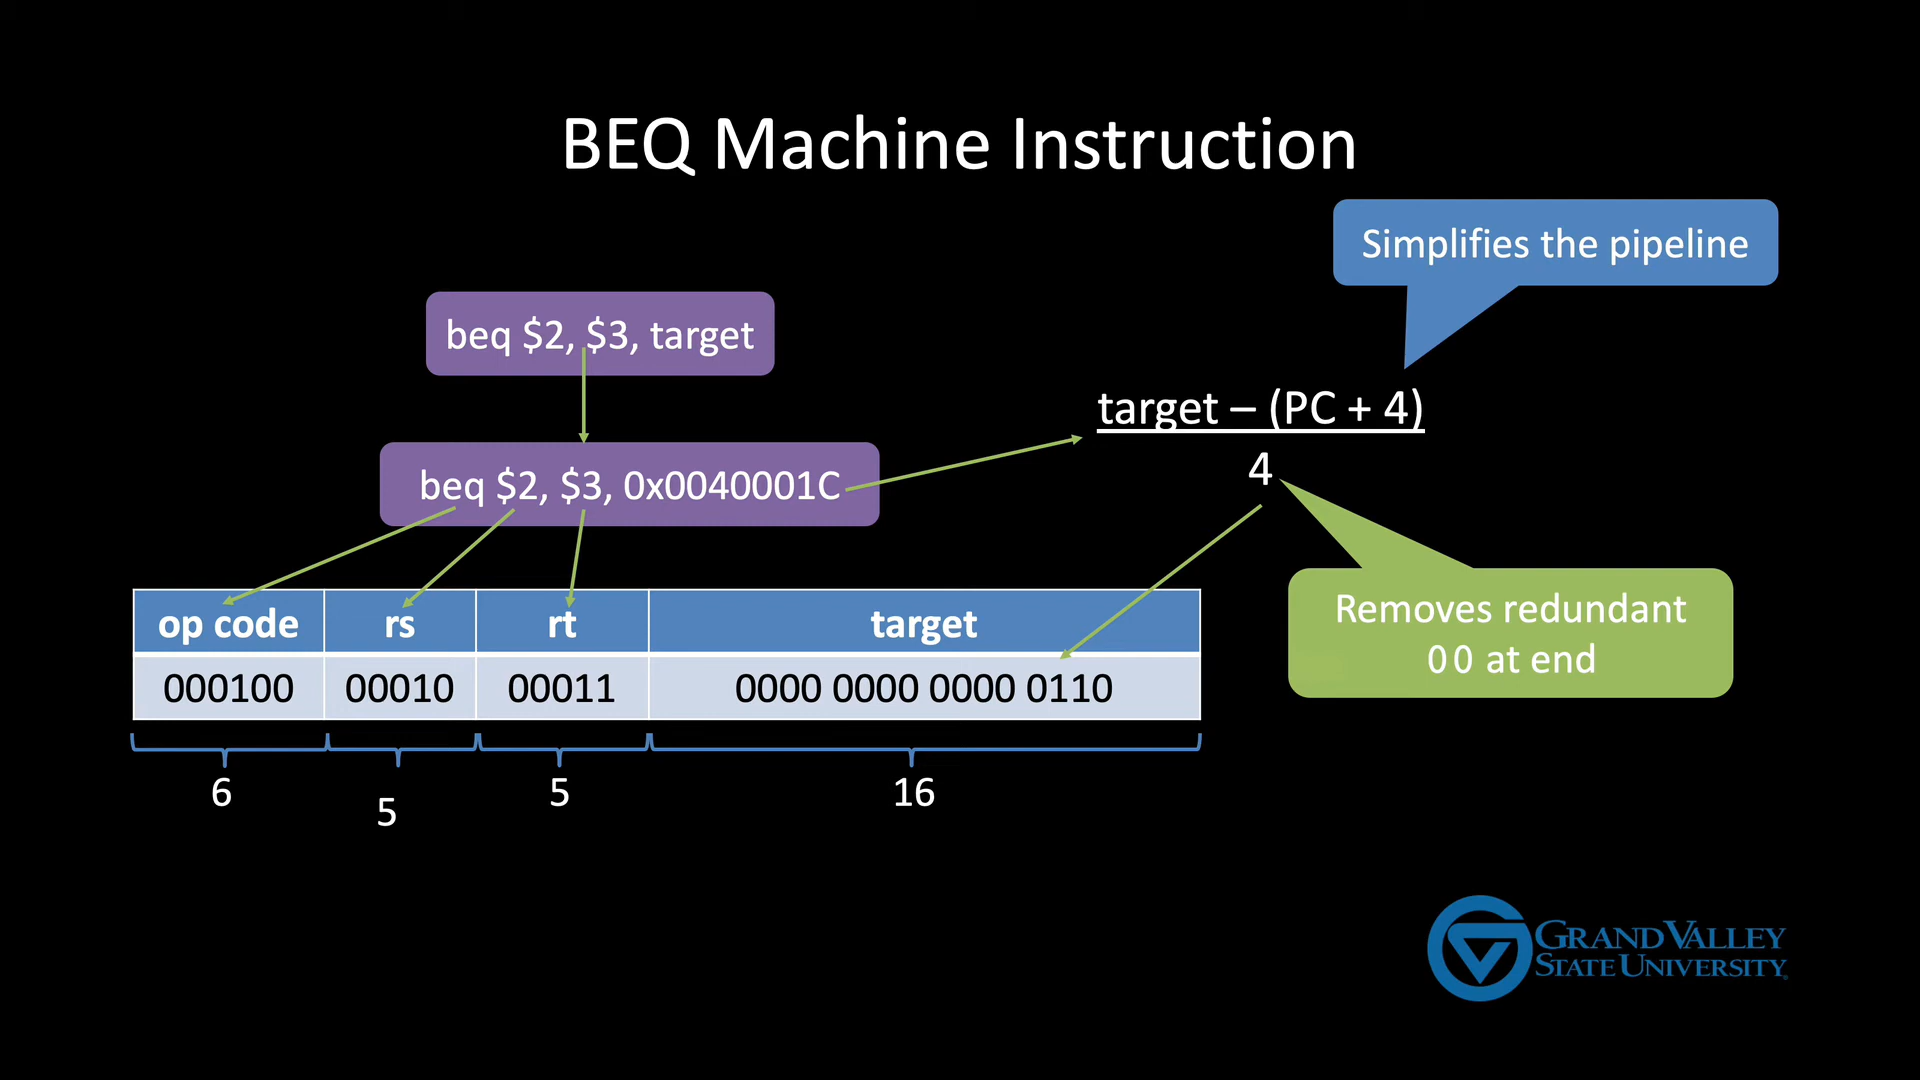 BEQ Machine Instruction
Simplifies the pipeline
beq $2, $3, target
target – (PC + 4)
4
beq $2, $3, 0x0040001C
Removes redundant
00 at end
op code rs rt target
000100 00010 00011 0000 0000 0000 0110
6 5 5 16
GRAND VALLEY
STATE UNIVERSITY